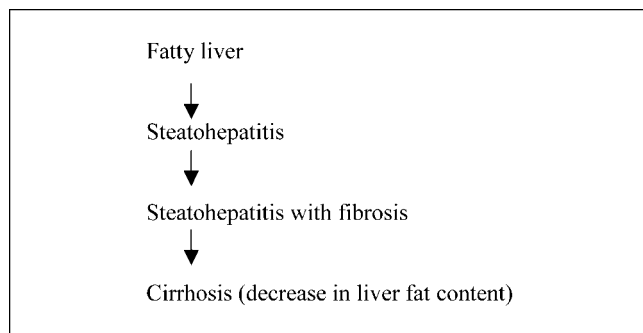 Fatty liver
Steatohepatitis
Steatohepatitis with fibrosis
Cirrhosis (decrease in liver fat content)